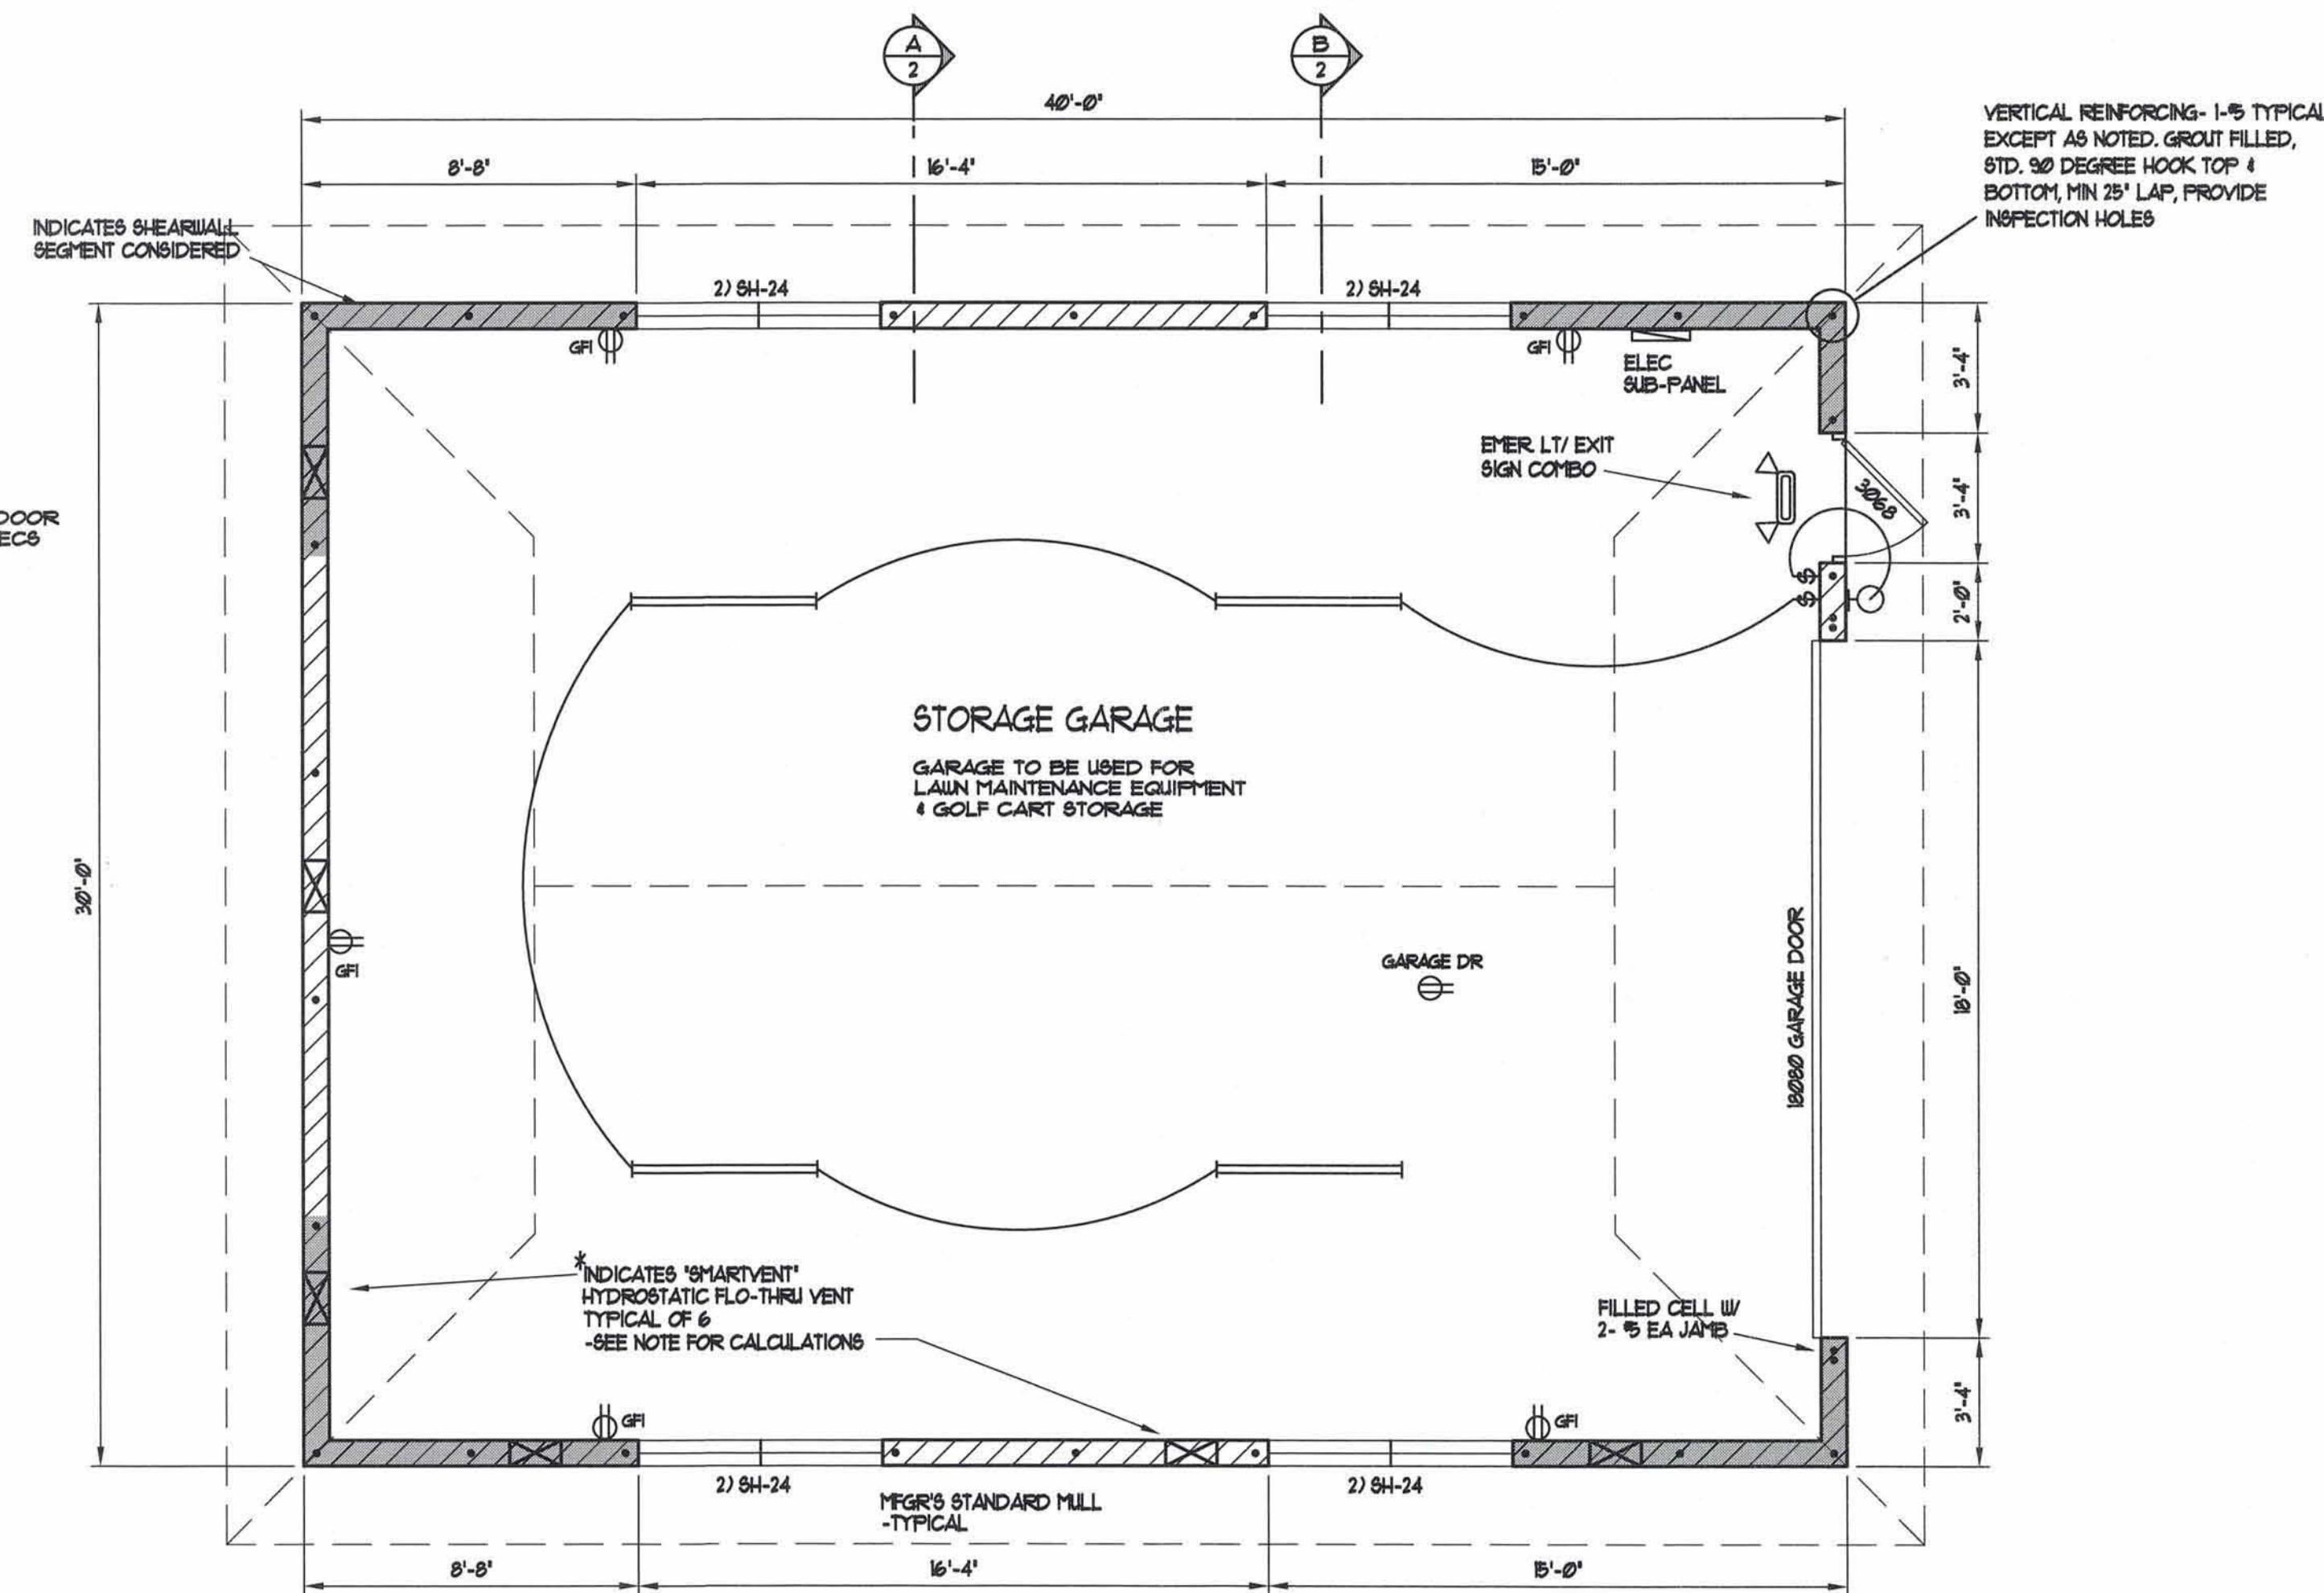 A
2
B
2
40'-0"
8'-8"
16'-4"
15'-0"
VERTICAL REINFORCING- 1-#5 TYPICAL
EXCEPT AS NOTED. GROUT FILLED,
STD. 90 DEGREE HOOK TOP &
BOTTOM, MIN 25" LAP, PROVIDE
INSPECTION HOLES
INDICATES SHEARWALL
SEGMENT CONSIDERED
2) SH-24
2) SH-24
GFI
GFI
ELEC
SUB-PANEL
3'-4"
EMER. LT/ EXIT
SIGN COMBO
3068
3'-4"
DOOR
ECS
$
$
2'-0"
STORAGE GARAGE
GARAGE TO BE USED FOR
LAWN MAINTENANCE EQUIPMENT
& GOLF CART STORAGE
30'-0"
GFI
GARAGE DR
18080 GARAGE DOOR
18'-0"
*INDICATES "SMARTVENT"
HYDROSTATIC FLO-THRU VENT
TYPICAL OF 6
-SEE NOTE FOR CALCULATIONS
FILLED CELL W/
2- #5 EA JAMB
3'-4"
GFI
GFI
2) SH-24
MFGR'S STANDARD MULL
-TYPICAL
2) SH-24
8'-8"
16'-4"
15'-0"